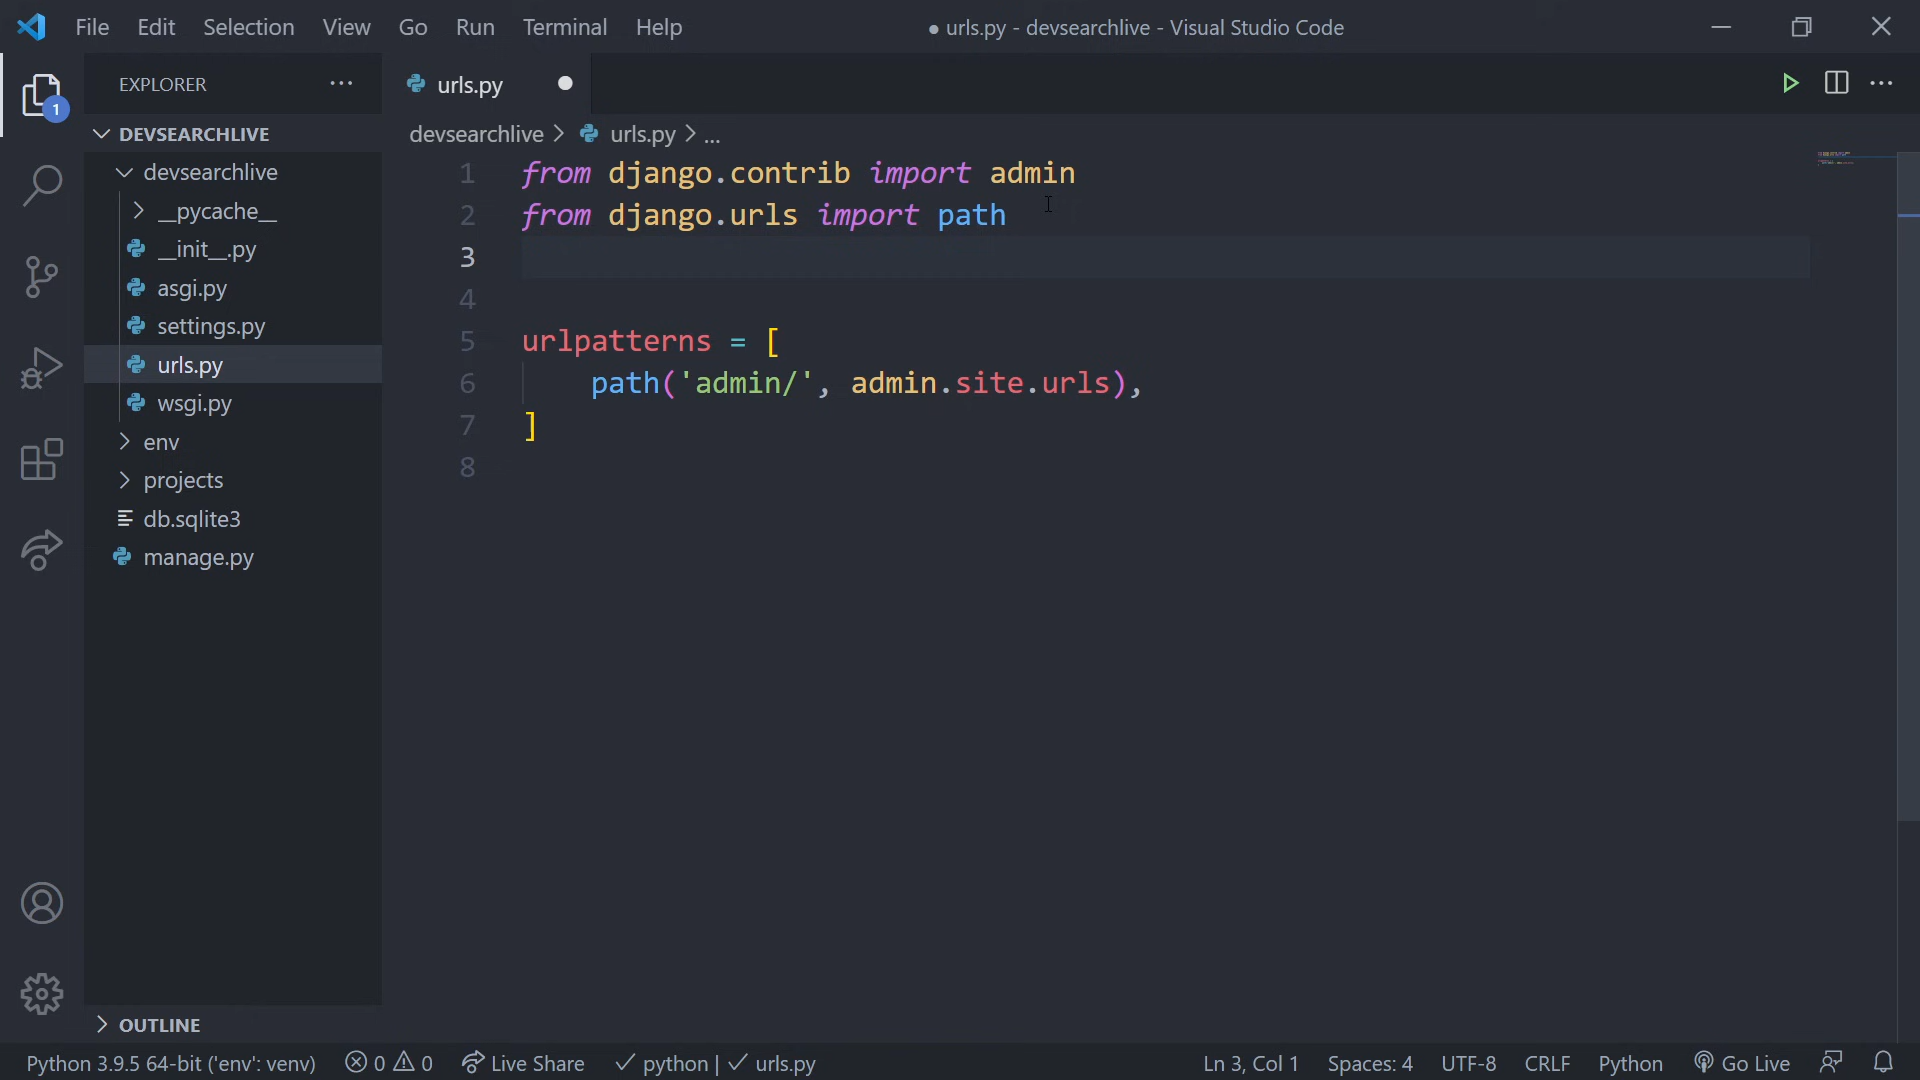 File Edit Selection View Go Run Terminal Help
● urls.py - devsearchlive - Visual Studio Code
1
EXPLORER
DEVSEARCHLIVE
devsearchlive
__pycache__
__init__.py
asgi.py
settings.py
urls.py
wsgi.py
env
projects
db.sqlite3
manage.py
OUTLINE
urls.py
devsearchlive > urls.py > ...
1 from django.contrib import admin
2 from django.urls import path
3
4
5 urlpatterns = [
6 path('admin/', admin.site.urls),
7 ]
8
Python 3.9.5 64-bit ('env': venv) 0 0 Live Share ✓ python | ✓ urls.py Ln 3, Col 1 Spaces: 4 UTF-8 CRLF Python Go Live